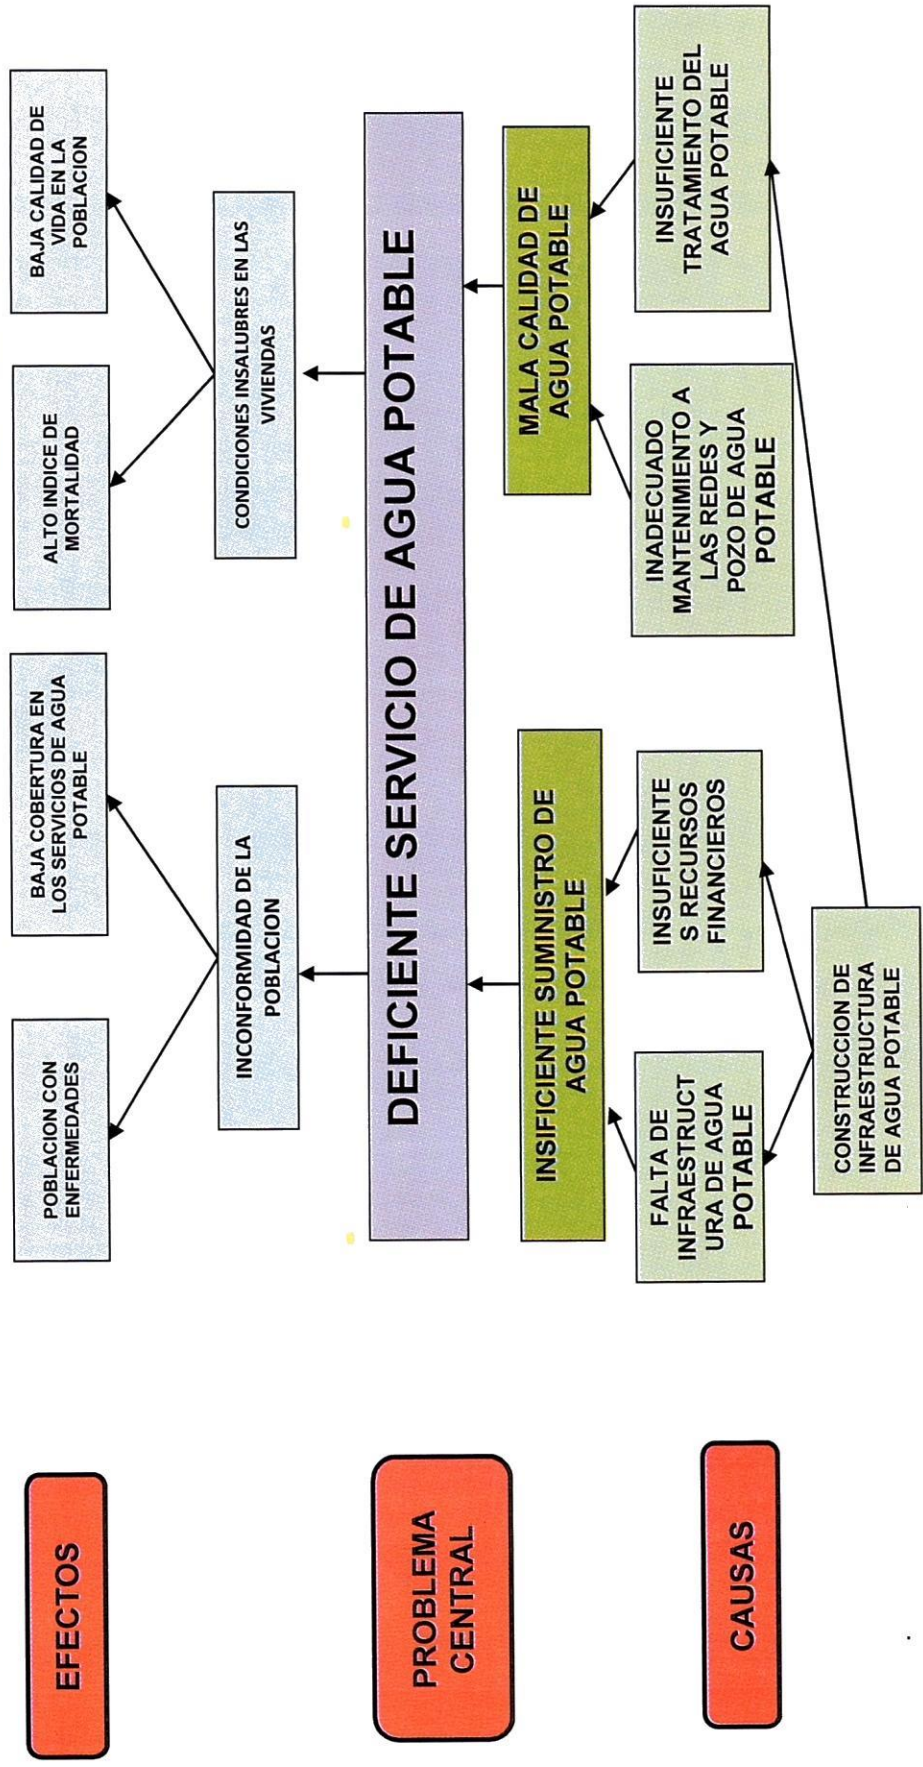 EFECTOS
POBLACION CON
ENFERMEDADES
BAJA COBERTURA EN
LOS SERVICIOS DE AGUA
POTABLE
ALTO INDICE DE
MORTALIDAD
BAJA CALIDAD DE
VIDA EN LA
POBLACION
INCONFORMIDAD DE LA
POBLACION
CONDICIONES INSALUBRES EN LAS
VIVIENDAS
PROBLEMA
CENTRAL
DEFICIENTE SERVICIO DE AGUA POTABLE
INSIFICIENTE SUMINISTRO DE
AGUA POTABLE
MALA CALIDAD DE
AGUA POTABLE
CAUSAS
FALTA DE
INFRAESTRUCT
URA DE AGUA
POTABLE
INSUFICIENTE
S RECURSOS
FINANCIEROS
INADECUADO
MANTENIMIENTO A
LAS REDES Y
POZO DE AGUA
POTABLE
INSUFICIENTE
TRATAMIENTO DEL
AGUA POTABLE
CONSTRUCCION DE
INFRAESTRUCTURA
DE AGUA POTABLE